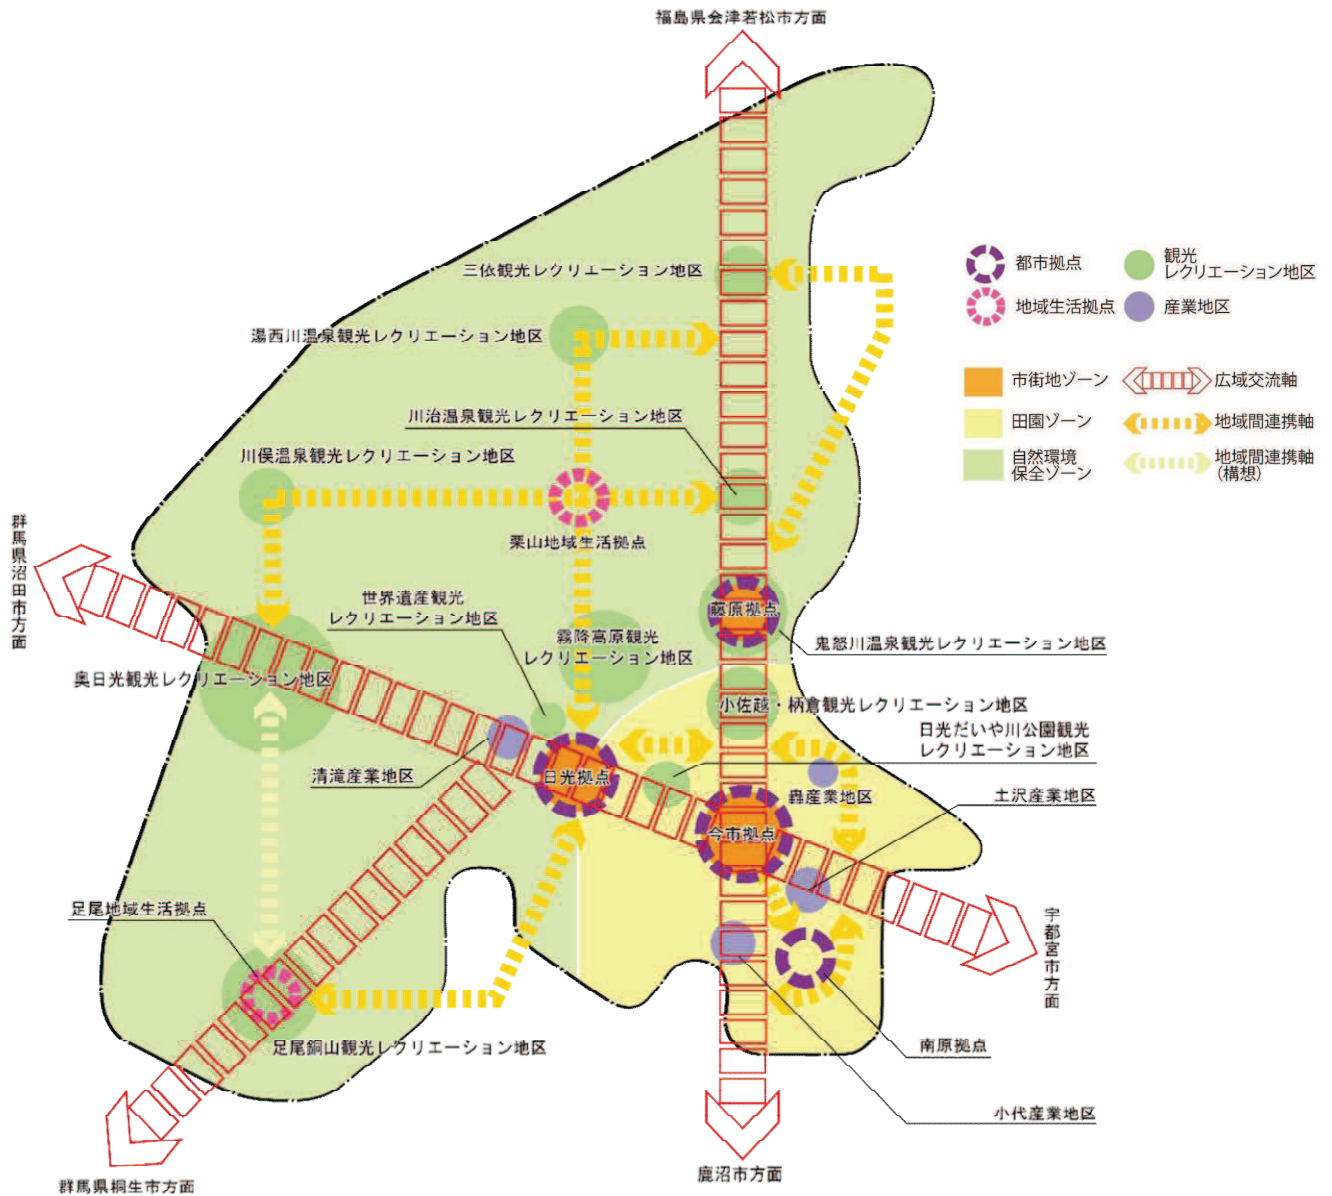 福島県会津若松市方面
三依観光レクリエーション地区
湯西川温泉観光レクリエーション地区
川治温泉観光レクリエーション地区
川俣温泉観光レクリエーション地区
栗山地域生活拠点
群馬県沼田市方面
世界遺産観光
レクリエーション地区
霧降高原観光
レクリエーション地区
藤原拠点
鬼怒川温泉観光レクリエーション地区
奥日光観光レクリエーション地区
小佐越・柄倉観光レクリエーション地区
日光だいや川公園観光
レクリエーション地区
清滝産業地区
日光拠点
轟産業地区
土沢産業地区
今市拠点
足尾地域生活拠点
宇都宮市方面
足尾銅山観光レクリエーション地区
南原拠点
小代産業地区
鹿沼市方面
群馬県桐生市方面
都市拠点
観光
レクリエーション地区
地域生活拠点
産業地区
市街地ゾーン
広域交流軸
田園ゾーン
地域間連携軸
自然環境
保全ゾーン
地域間連携軸
（構想）